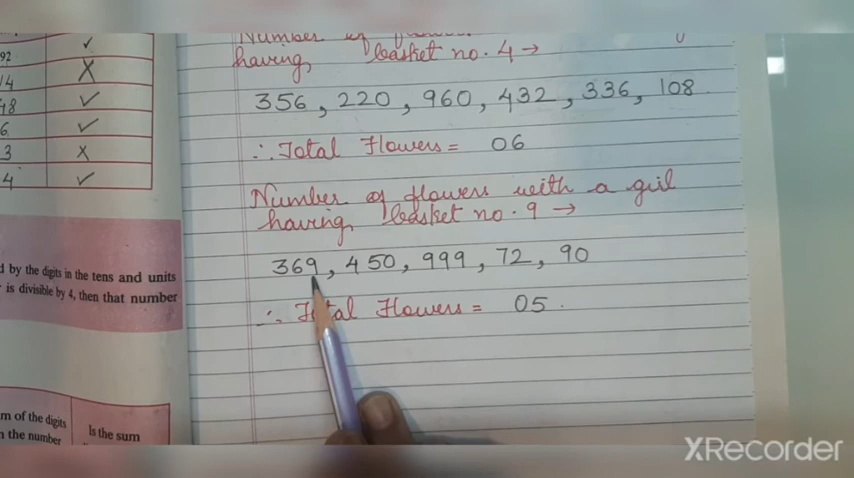 92
14
48
6
3
4
Number of
having, basket no. 4 →
356, 220, 960, 432, 336, 108
∴ Total Flowers = 06
Number of flowers with a girl
having, basket no. 9 →
369, 450, 999, 72, 90
∴ Total Flowers = 05.
d by the digits in the tens and units
is divisible by 4, then that number
m of the digits
n the number
Is the sum
XRecorder